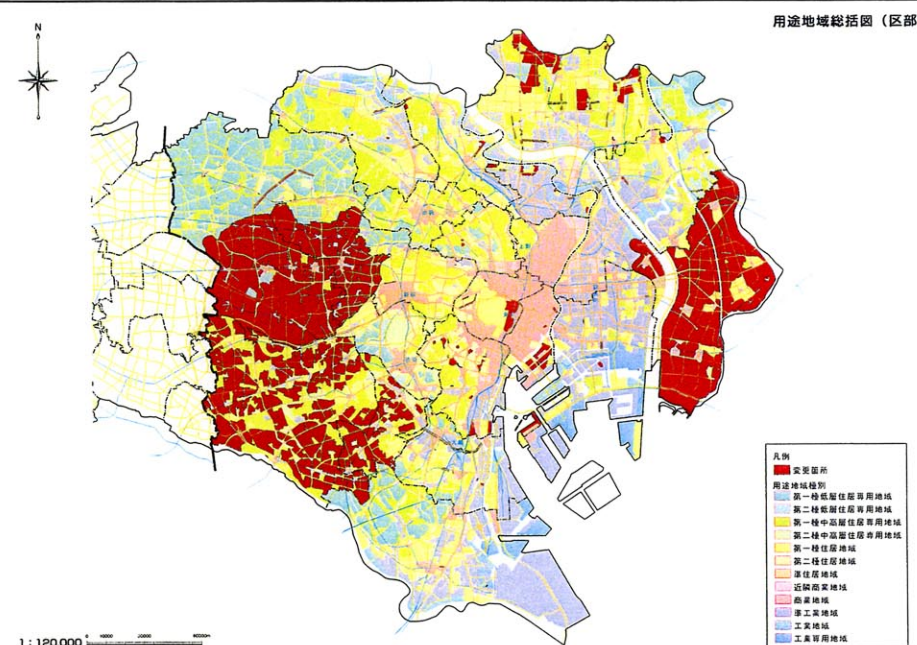 用途地域総括図（区部
N
凡例
変更箇所
用途地域種別
第一種低層住居専用地域
第二種低層住居専用地域
第一種中高層住居専用地域
第二種中高層住居専用地域
第一種住居地域
第二種住居地域
準住居地域
近隣商業地域
商業地域
準工業地域
工業地域
工業専用地域
1：120,000